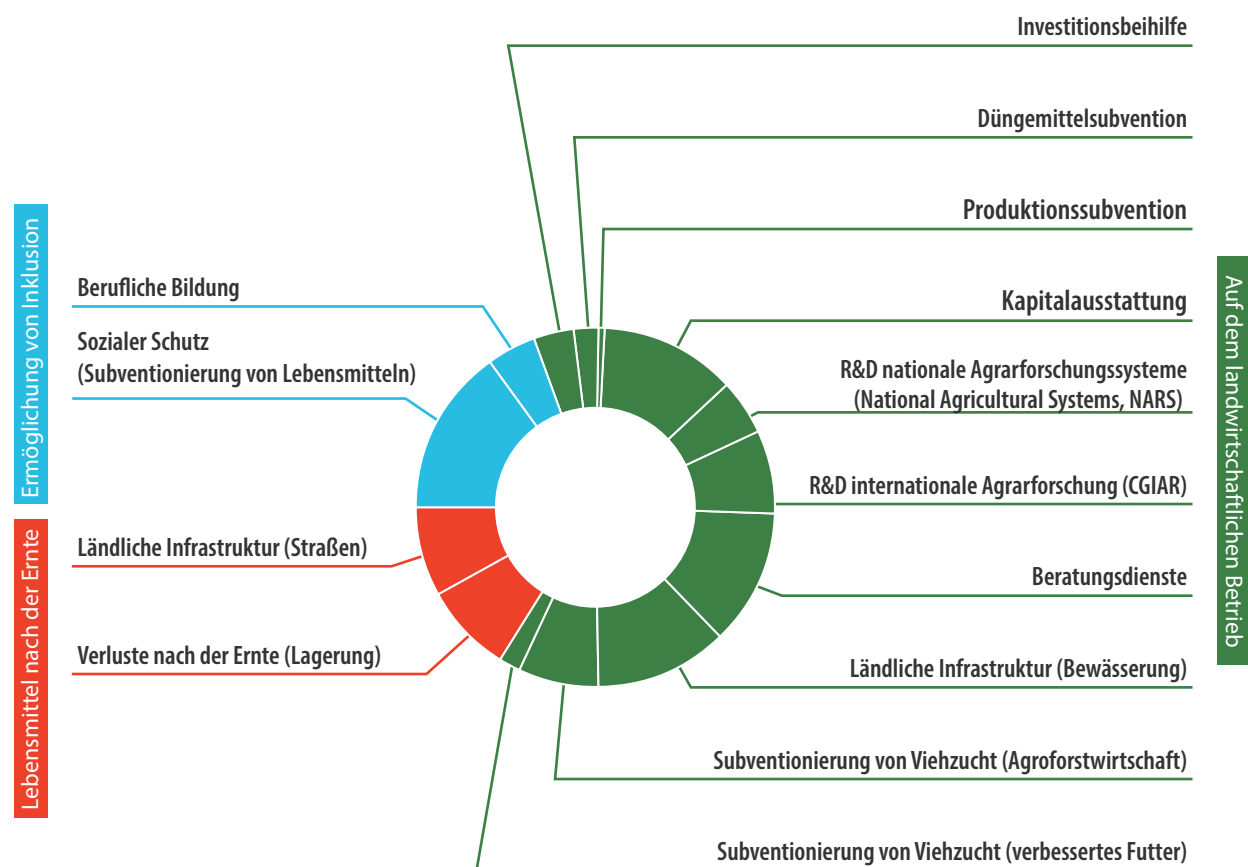 Investitionsbeihilfe
Düngemittelsubvention
Produktionssubvention
Kapitalausstattung
R&D nationale Agrarforschungssysteme
(National Agricultural Systems, NARS)
R&D internationale Agrarforschung (CGIAR)
Beratungsdienste
Ländliche Infrastruktur (Bewässerung)
Subventionierung von Viehzucht (Agroforstwirtschaft)
Subventionierung von Viehzucht (verbessertes Futter)
Auf dem landwirtschaftlichen Betrieb
Ermöglichung von Inklusion
Berufliche Bildung
Sozialer Schutz
(Subventionierung von Lebensmitteln)
Lebensmittel nach der Ernte
Ländliche Infrastruktur (Straßen)
Verluste nach der Ernte (Lagerung)